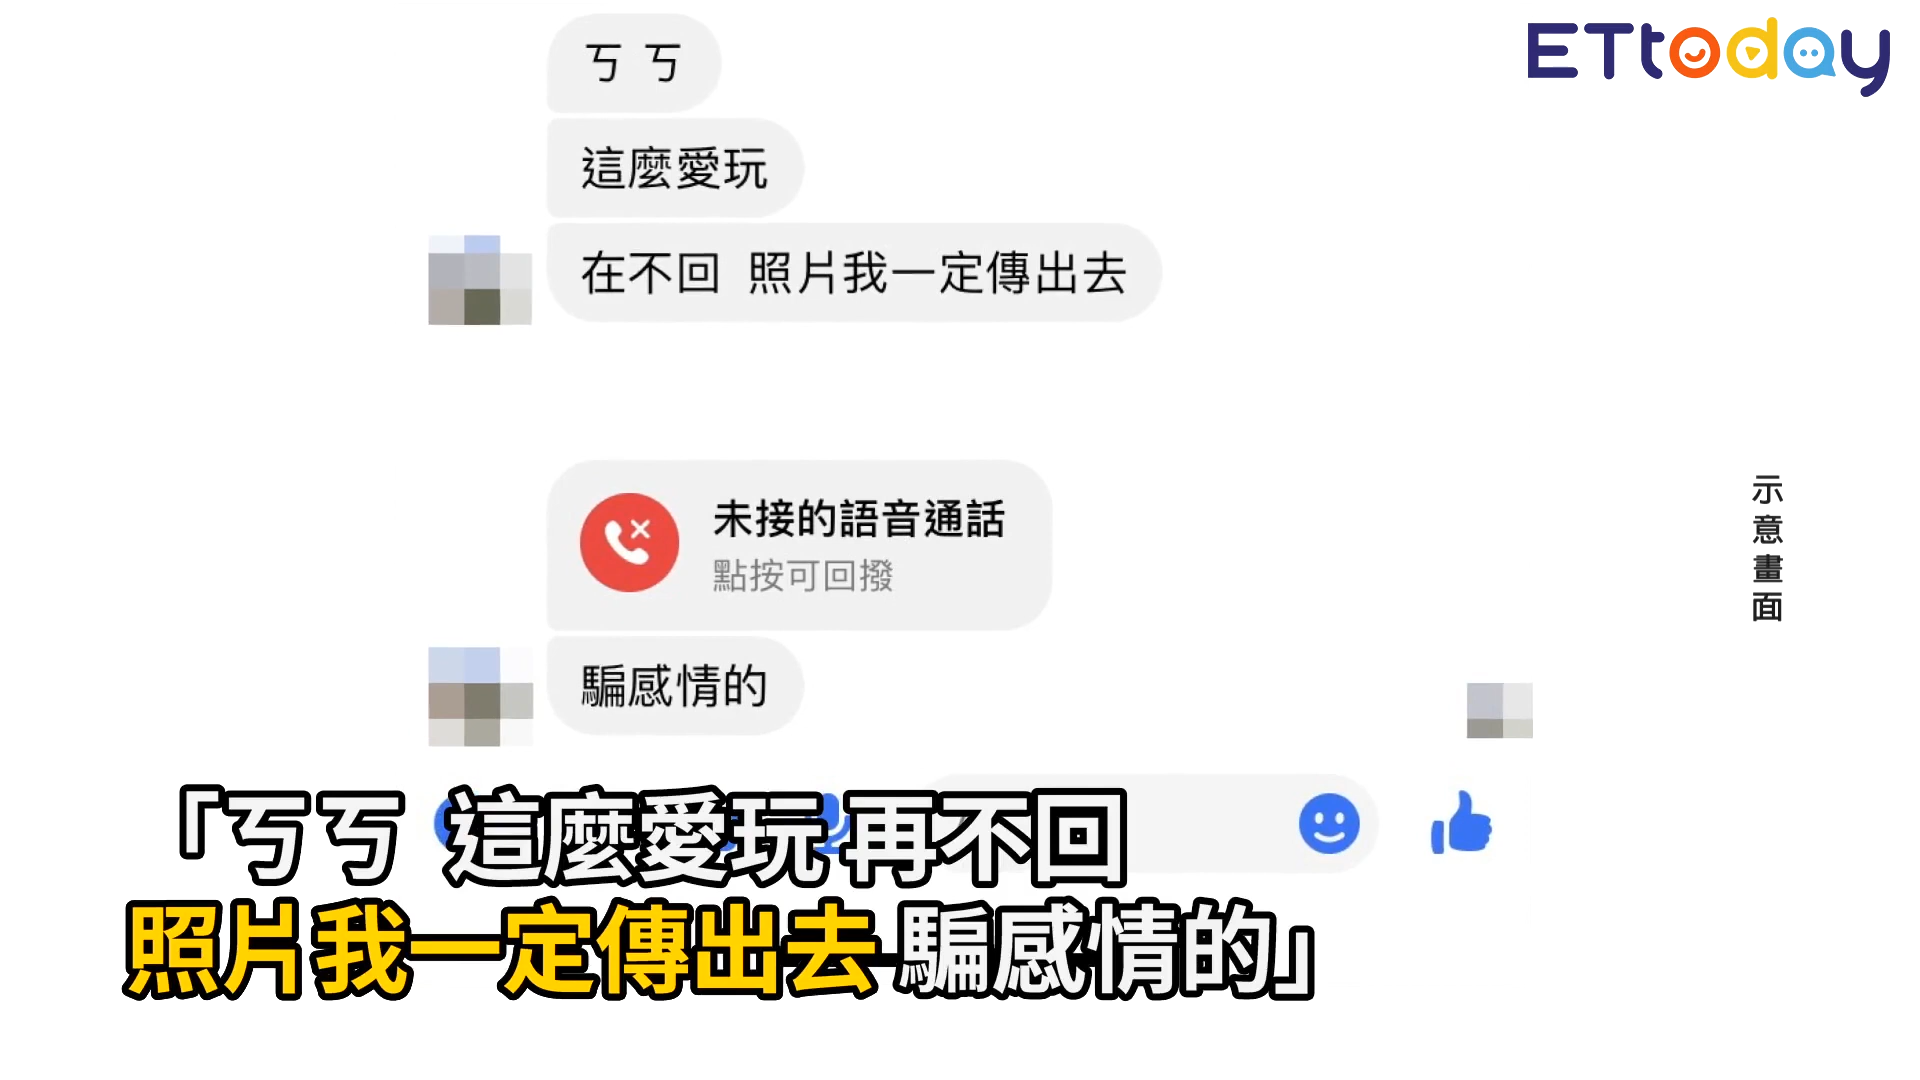 ETtoday
ㄎ ㄎ
這麼愛玩
在不回 照片我一定傳出去
未接的語音通話
點按可回撥
騙感情的
示意畫面
「ㄎㄎ 這麼愛玩 再不回
照片我一定傳出去 騙感情的」